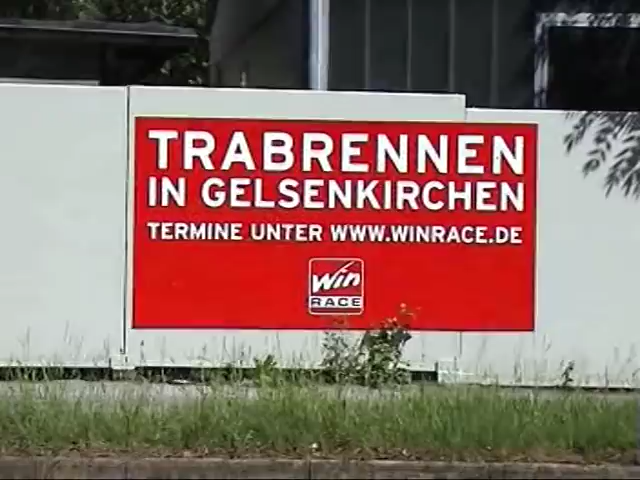 TRABRENNEN
IN GELSENKIRCHEN
TERMINE UNTER WWW.WINRACE.DE
Win
RACE